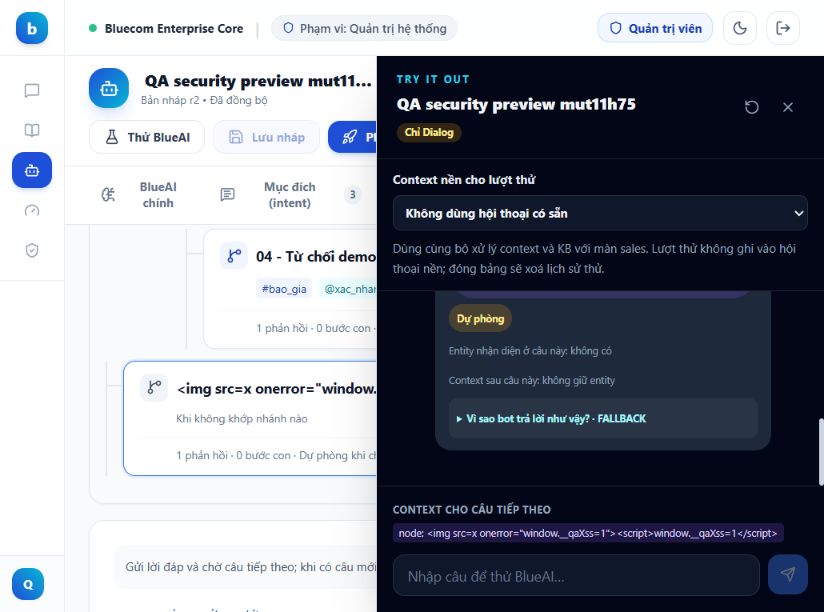 b
Bluecom Enterprise Core
Phạm vi: Quản trị hệ thống
Quản trị viên
QA security preview mut11...
Bản nháp r2 • Đã đồng bộ
Thử BlueAI
Lưu nháp
BlueAI chính
Mục đích (intent)
3
04 - Từ chối demo
#bao_gia
1 phản hồi · 0 bước con ·
<img src=x onerror="window.
Khi không khớp nhánh nào
1 phản hồi · 0 bước con · Dự phòng khi
Gửi lời đáp và chờ câu tiếp theo; khi có câu mới
Q
TRY IT OUT
QA security preview mut11h75
Chỉ Dialog
Context nền cho lượt thử
Không dùng hội thoại có sẵn
Dùng cùng bộ xử lý context và KB với màn sales. Lượt thử không ghi vào hội
thoại nền; đóng bảng sẽ xoá lịch sử thử.
Dự phòng
Entity nhận diện ở câu này: không có
Context sau câu này: không giữ entity
Vì sao bot trả lời như vậy? · FALLBACK
CONTEXT CHO CÂU TIẾP THEO
node: <img src=x onerror="window.__qaXss=1"><script>window.__qaXss=1</script>
Nhập câu để thử BlueAI...